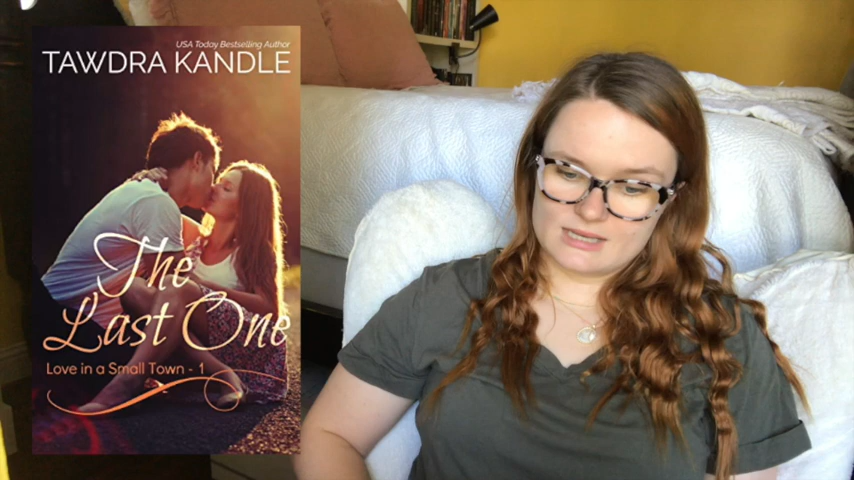 USA Today Bestselling Author
TAWDRA KANDLE
The
Last One
Love in a Small Town - 1